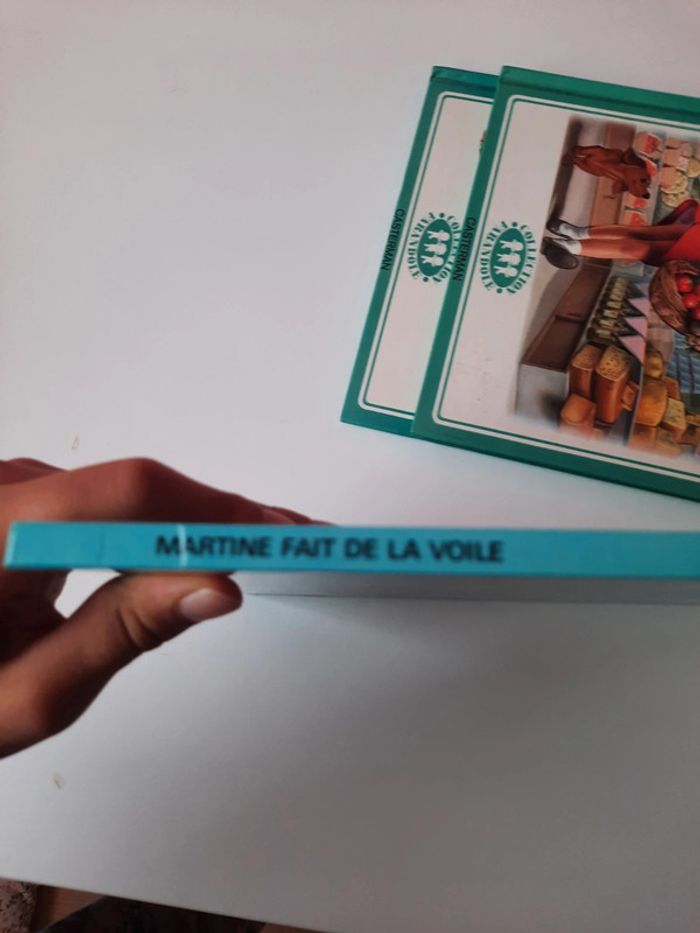 CASTERMAN
COLLECTION
FARANDOLE
CASTERMAN
COLLECTION
FARANDOLE
MARTINE FAIT DE LA VOILE